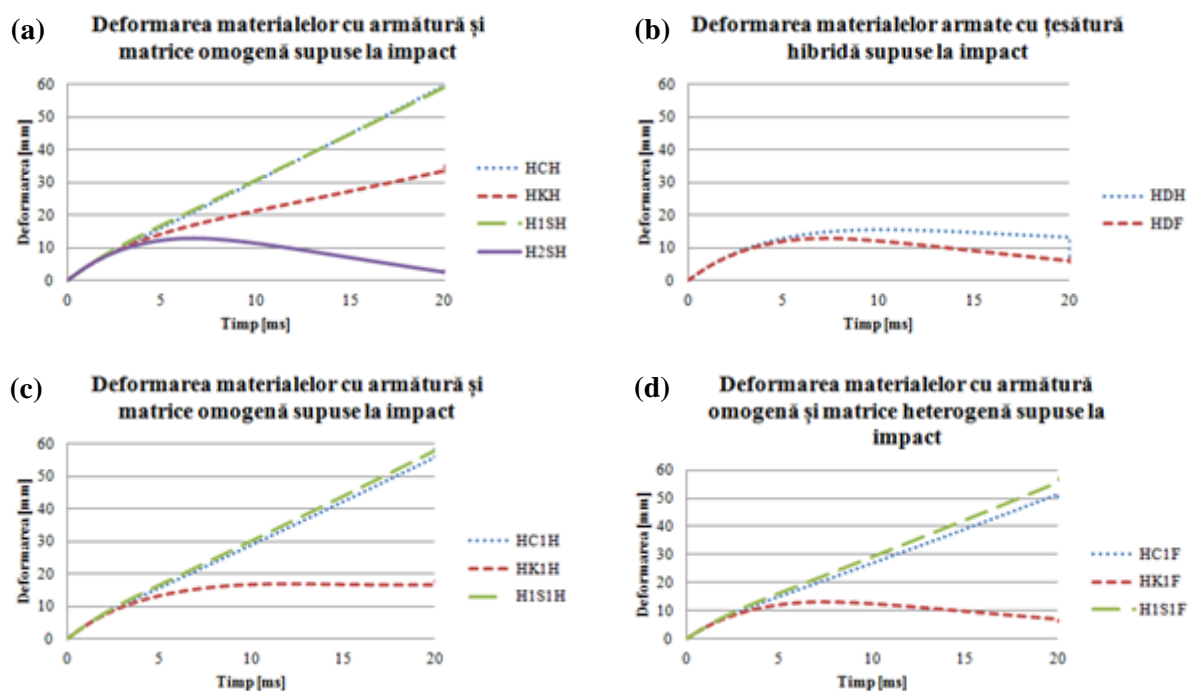 (a)
Deformarea materialelor cu armătură și
matrice omogenă supuse la impact
60
50
40
30
20
10
0
Deformarea [mm]
0 5 10 15 20
Timp [ms]
HCH
HKH
H1SH
H2SH
(b)
Deformarea materialelor armate cu țesătură
hibridă supuse la impact
60
50
40
30
20
10
0
Deformarea [mm]
0 5 10 15 20
Timp [ms]
HDH
HDF
(c)
Deformarea materialelor cu armătură și
matrice omogenă supuse la impact
60
50
40
30
20
10
0
Deformarea [mm]
0 5 10 15 20
Timp [ms]
HC1H
HK1H
H1S1H
(d)
Deformarea materialelor cu armătură
omogenă și matrice heterogenă supuse la
impact
60
50
40
30
20
10
0
Deformarea [mm]
0 5 10 15 20
Timp [ms]
HC1F
HK1F
H1S1F